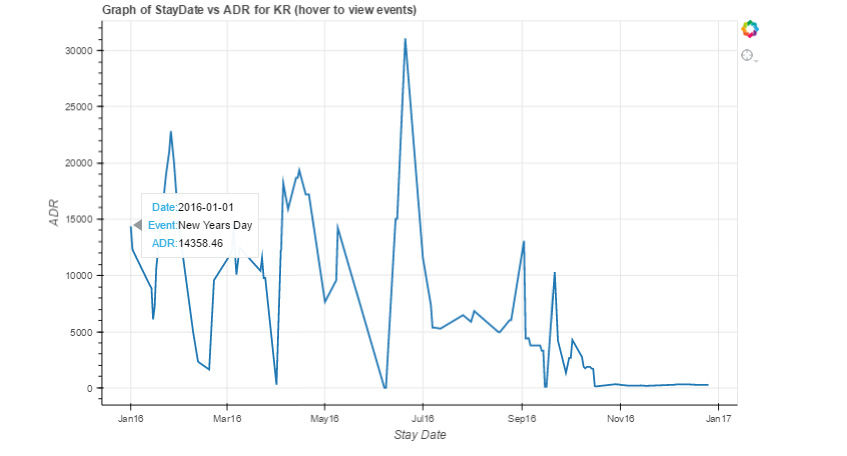 Graph of StayDate vs ADR for KR (hover to view events)
30000
25000
20000
15000
10000
5000
0
ADR
Date:2016-01-01
Event:New Years Day
ADR:14358.46
Jan16 Mar16 May16 Jul16 Sep16 Nov16 Jan17
Stay Date